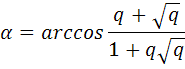 α = arccos (q + √q) / (1 + q√q)